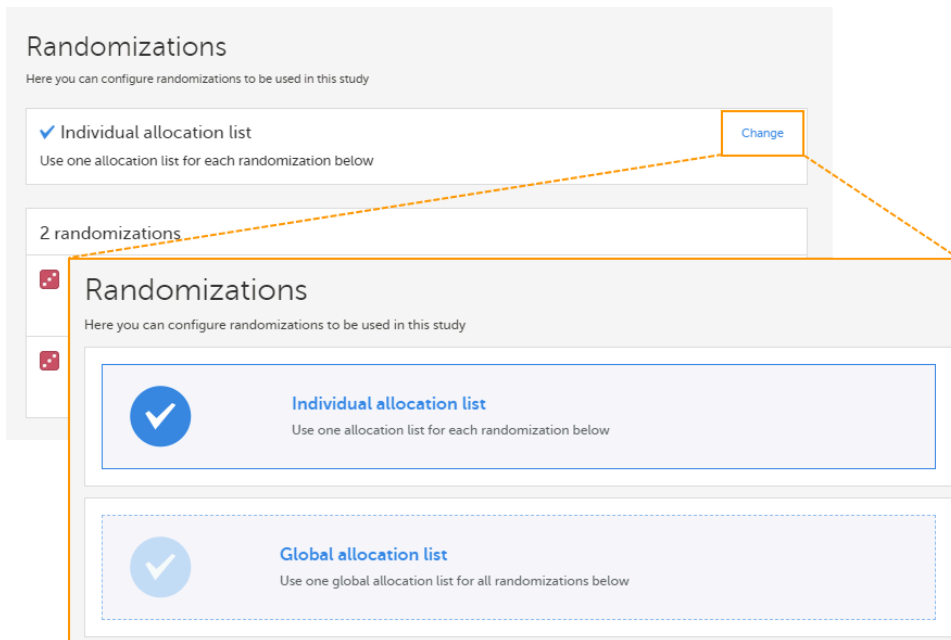 Randomizations
Here you can configure randomizations to be used in this study
Individual allocation list
Change
Use one allocation list for each randomization below
2 randomizations
Randomizations
Here you can configure randomizations to be used in this study
Individual allocation list
Use one allocation list for each randomization below
Global allocation list
Use one global allocation list for all randomizations below